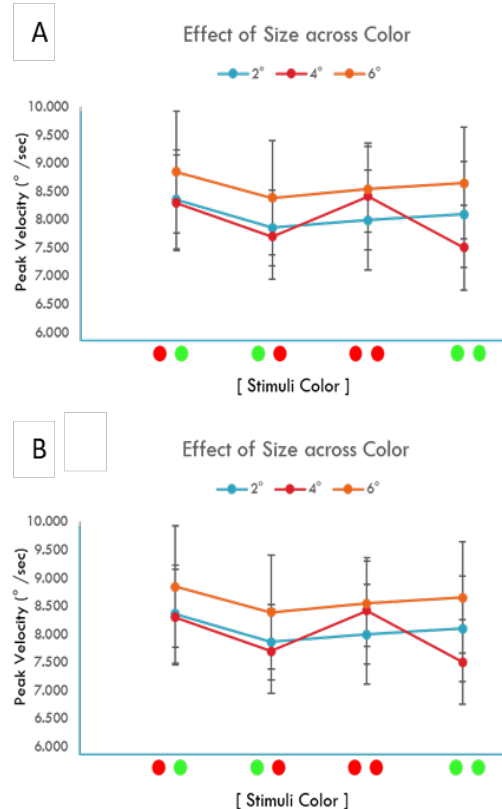 A
Effect of Size across Color
2° 4° 6°
Peak Velocity (°/sec)
10.000
9.500
9.000
8.500
8.000
7.500
7.000
6.500
6.000
[ Stimuli Color ]
B
Effect of Size across Color
2° 4° 6°
Peak Velocity (°/sec)
10.000
9.500
9.000
8.500
8.000
7.500
7.000
6.500
6.000
[ Stimuli Color ]